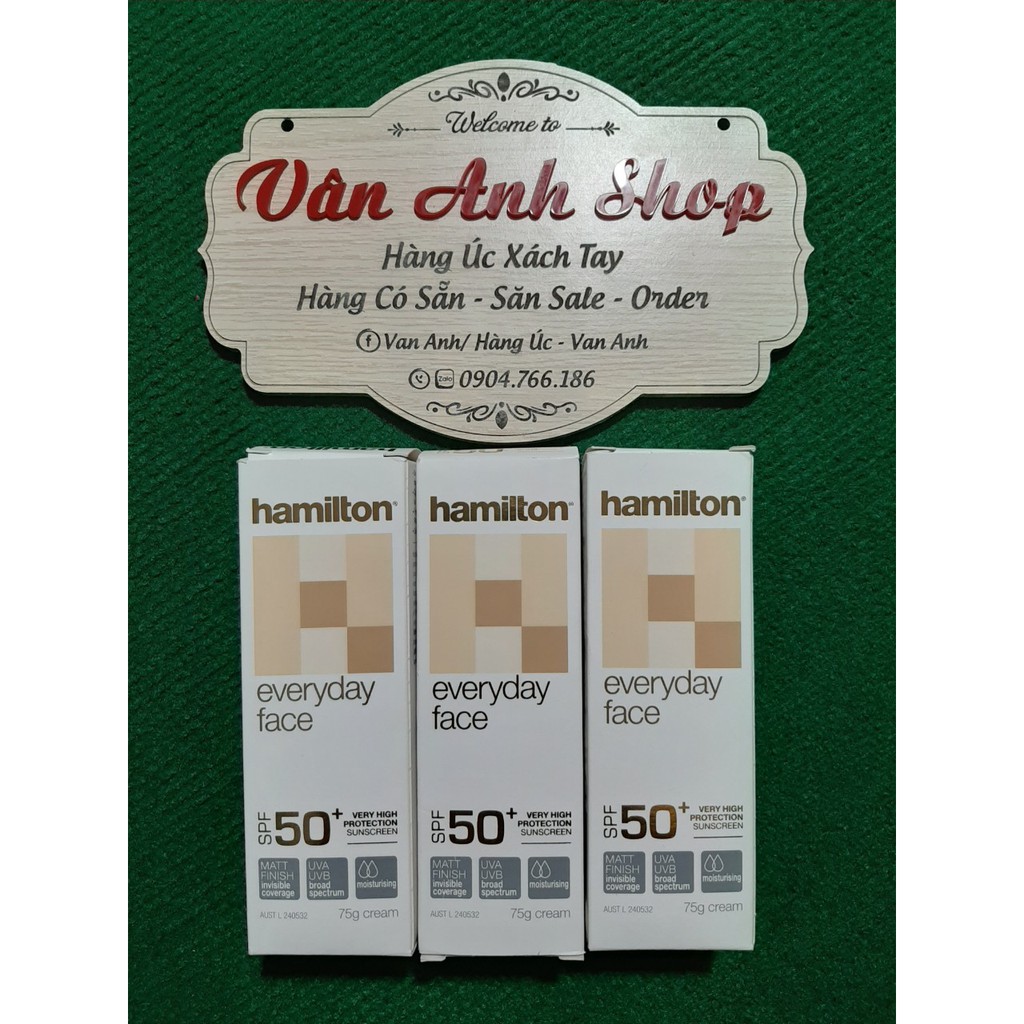 Welcome to
Vân Anh Shop
Hàng Úc Xách Tay
Hàng Có Sẵn - Săn Sale - Order
f Van Anh/ Hàng Úc - Van Anh
Zalo 0904.766.186
hamilton
everyday
face
SPF 50+
VERY HIGH
PROTECTION
SUNSCREEN
MATT
FINISH
invisible
coverage
UVA
UVB
broad
spectrum
moisturising
AUST L 240532
75g cream
hamilton
everyday
face
SPF 50+
VERY HIGH
PROTECTION
SUNSCREEN
MATT
FINISH
invisible
coverage
UVA
UVB
broad
spectrum
moisturising
AUST L 240532
75g cream
hamilton
everyday
face
SPF 50+
VERY HIGH
PROTECTION
SUNSCREEN
MATT
FINISH
invisible
coverage
UVA
UVB
broad
spectrum
moisturising
AUST L 240532
75g cream